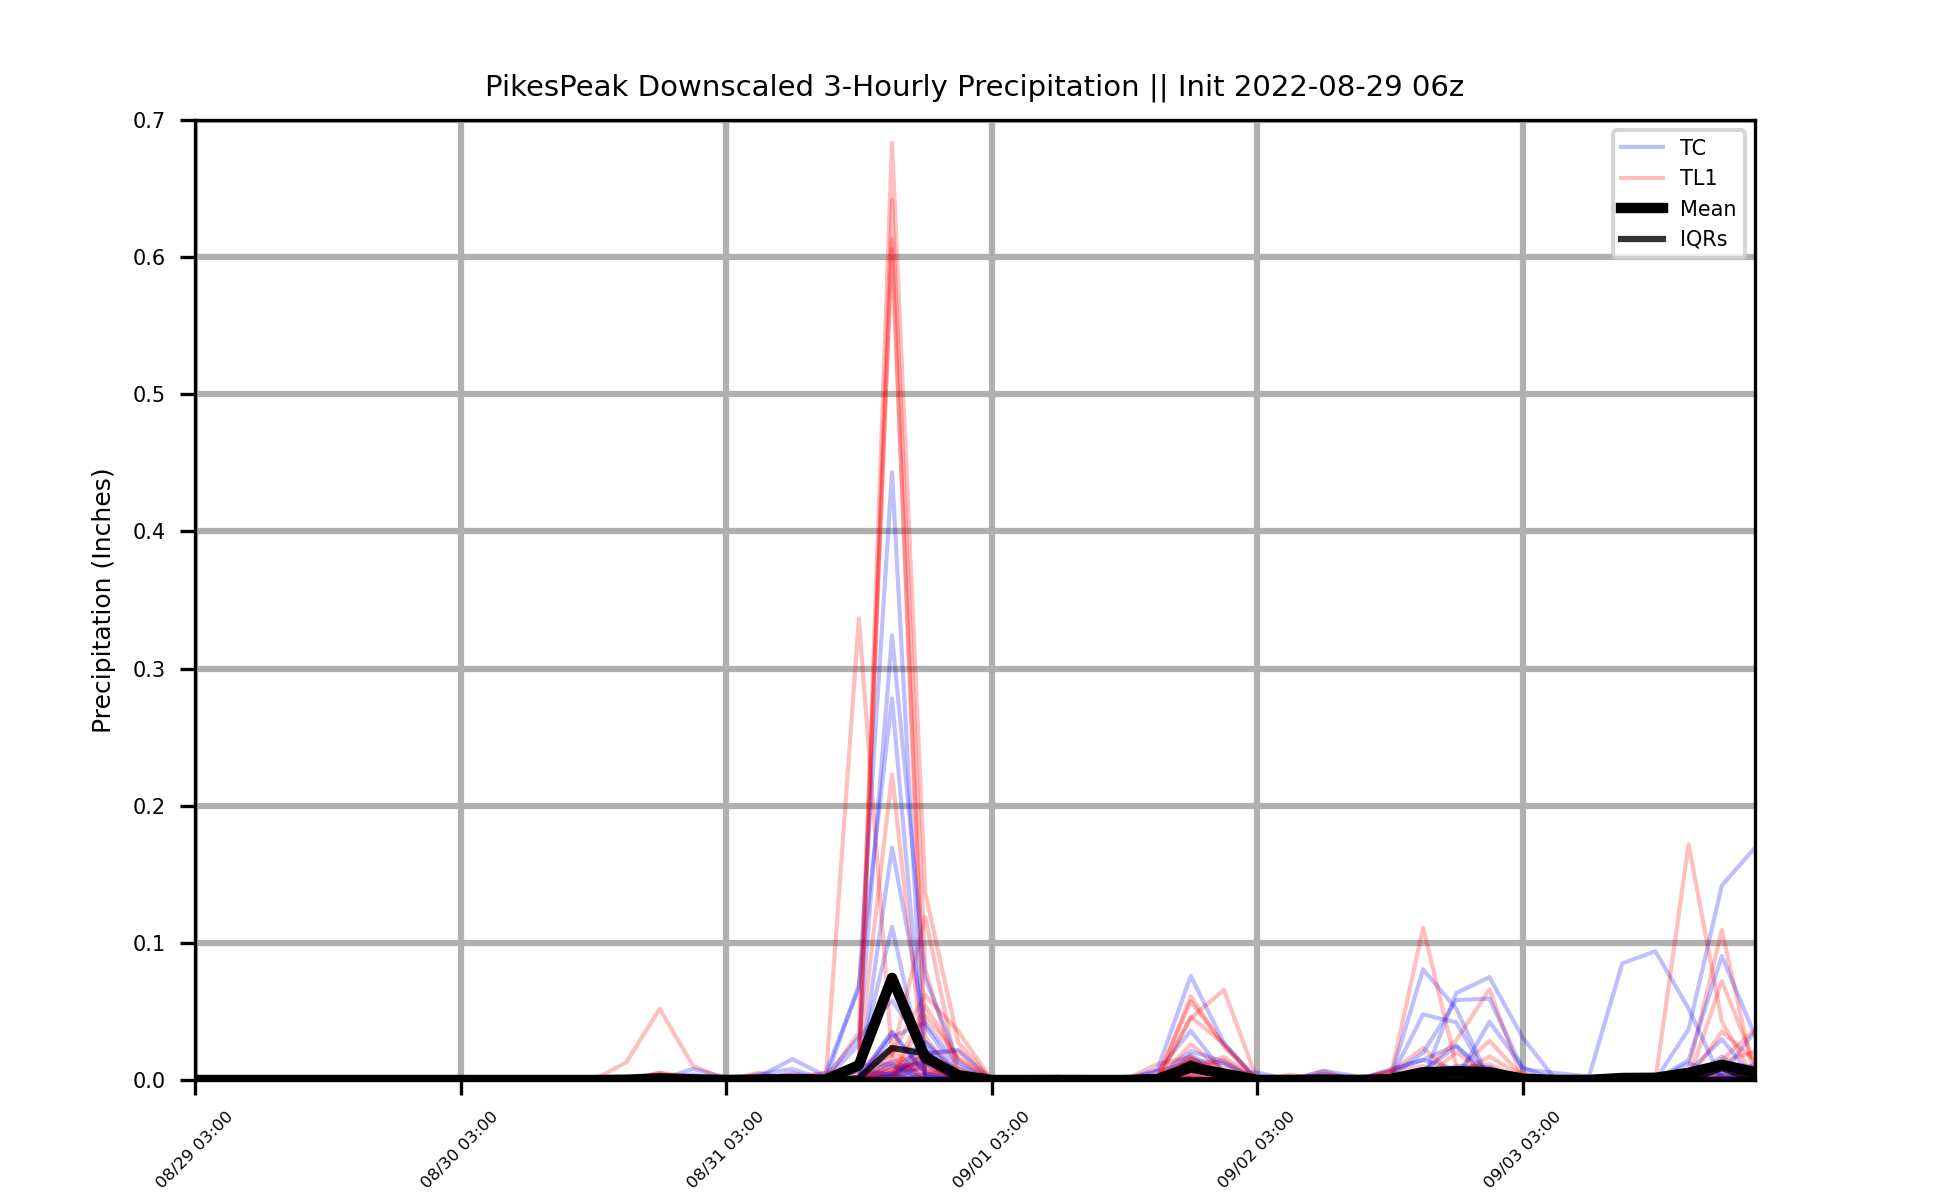 PikesPeak Downscaled 3-Hourly Precipitation || Init 2022-08-29 06z
TC
TL1
Mean
IQRs
Precipitation (Inches)
0.7
0.6
0.5
0.4
0.3
0.2
0.1
0.0
08/29 03:00
08/30 03:00
08/31 03:00
09/01 03:00
09/02 03:00
09/03 03:00